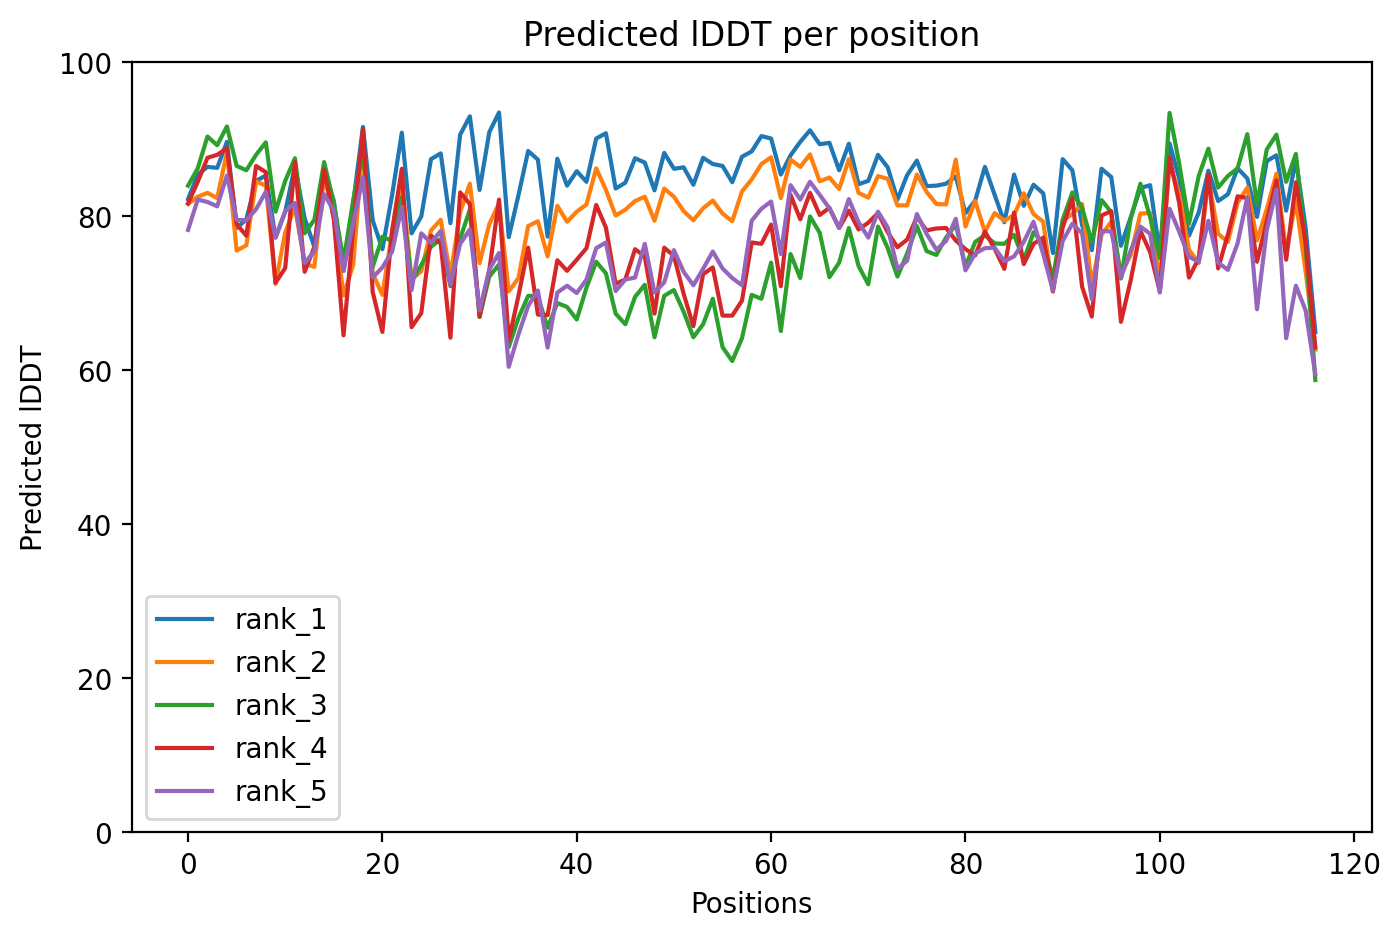 Predicted lDDT per position
100
80
60
40
20
0
Predicted lDDT
rank_1
rank_2
rank_3
rank_4
rank_5
0 20 40 60 80 100 120
Positions